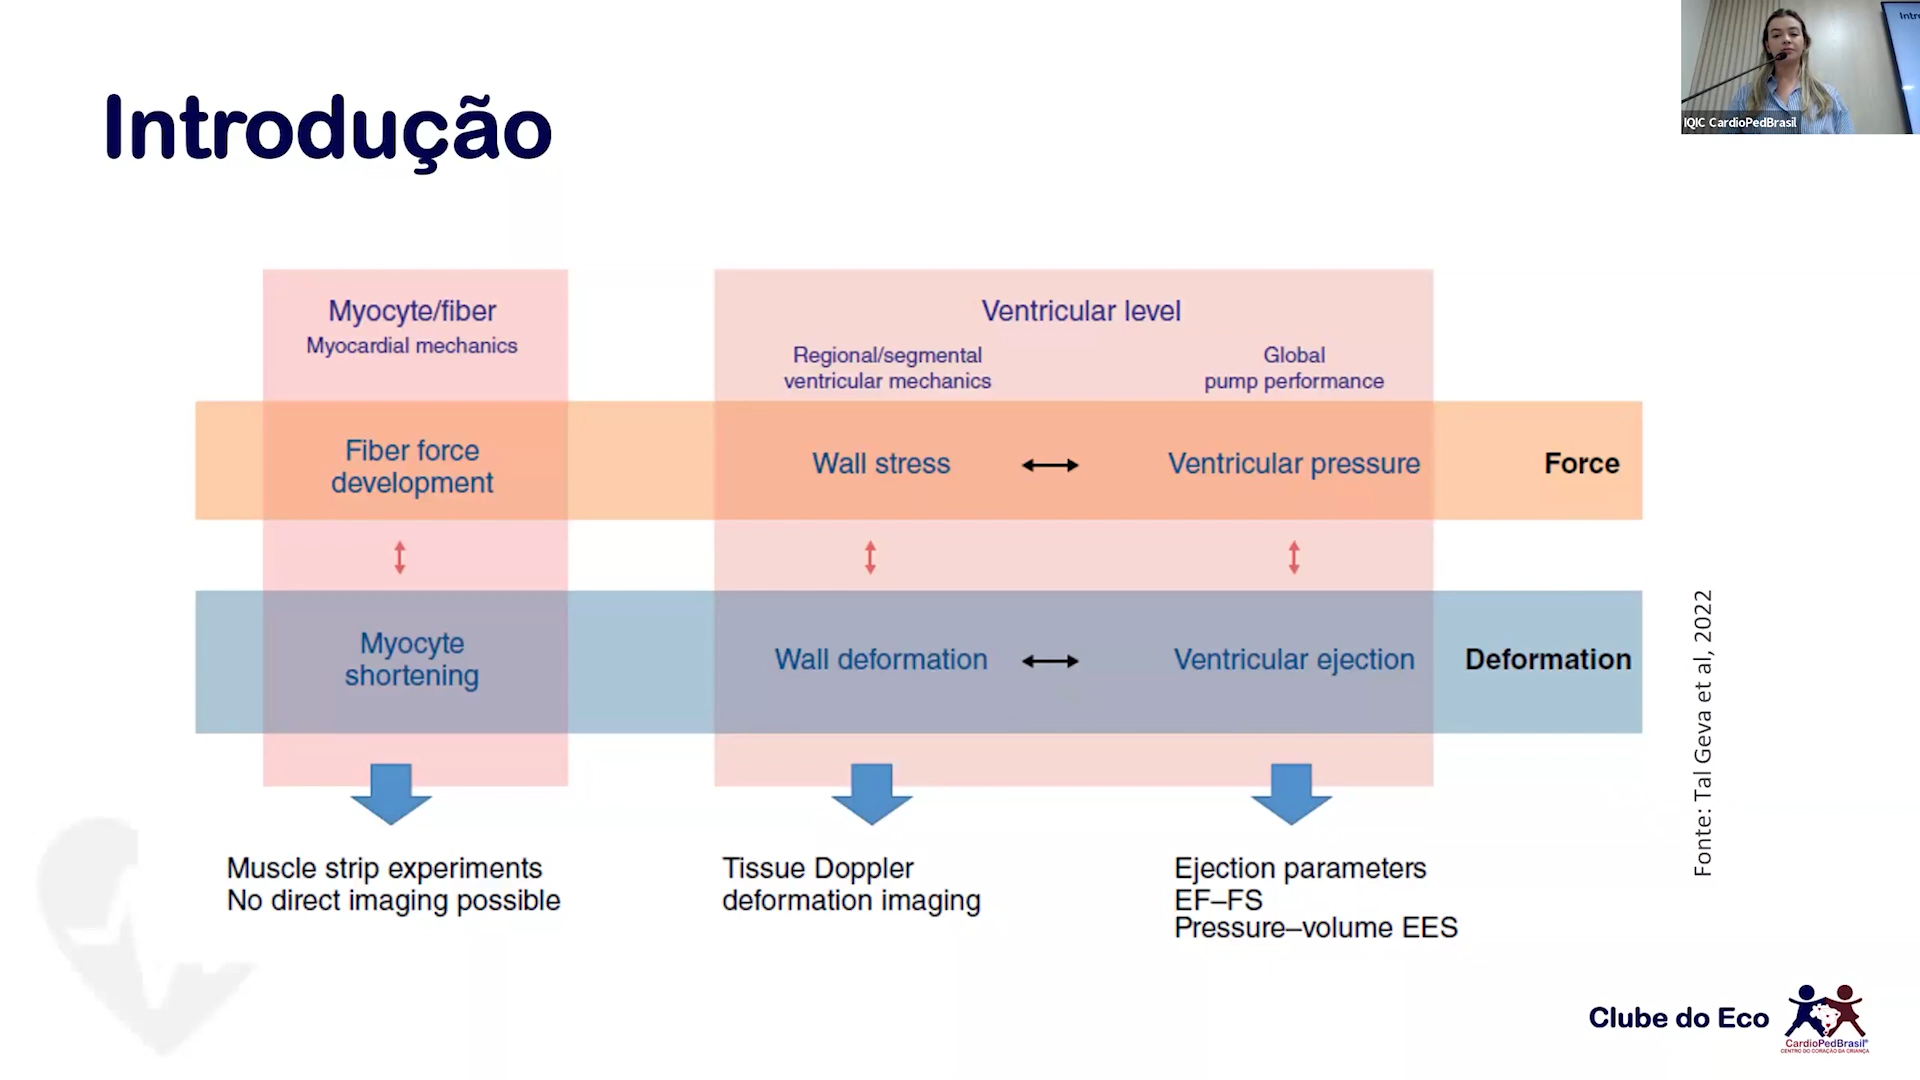 Introdução
Intr
IQIC CardioPedBrasil
Myocyte/fiber
Myocardial mechanics
Ventricular level
Regional/segmental
ventricular mechanics
Global
pump performance
Fiber force
development
Wall stress
Ventricular pressure
Force
Myocyte
shortening
Wall deformation
Ventricular ejection
Deformation
Muscle strip experiments
No direct imaging possible
Tissue Doppler
deformation imaging
Ejection parameters
EF–FS
Pressure–volume EES
Fonte: Tal Geva et al, 2022
Clube do Eco
CardioPedBrasil®
CENTRO DO CORAÇÃO DA CRIANÇA